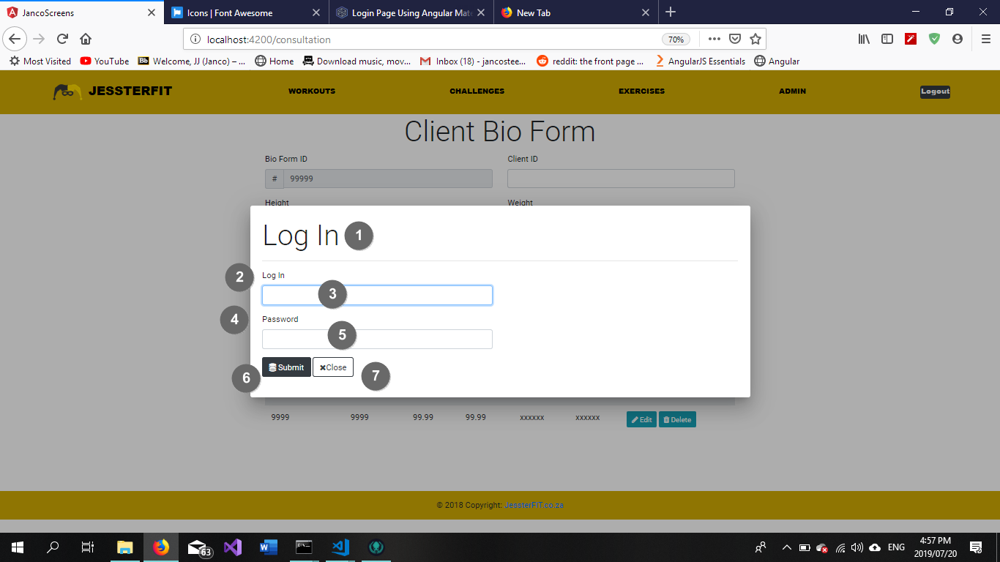 JancoScreens
Icons | Font Awesome
Login Page Using Angular Mate
New Tab
localhost:4200/consultation
70%
Most Visited
YouTube
Bb Welcome, JJ (Janco) – ...
Home
Download music, mov...
Inbox (18) - jancostee...
reddit: the front page ...
AngularJS Essentials
Angular
JESSTERFIT
WORKOUTS
CHALLENGES
EXERCISES
ADMIN
Logout
Client Bio Form
Bio Form ID
Client ID
# 99999
Height
Weight
Log In 1
2 Log In
3
4 Password
5
6 Submit
Close 7
9999 9999 99.99 99.99 xxxxxx xxxxxx Edit Delete
© 2018 Copyright: JessterFIT.co.za
63
ENG
4:57 PM
2019/07/20